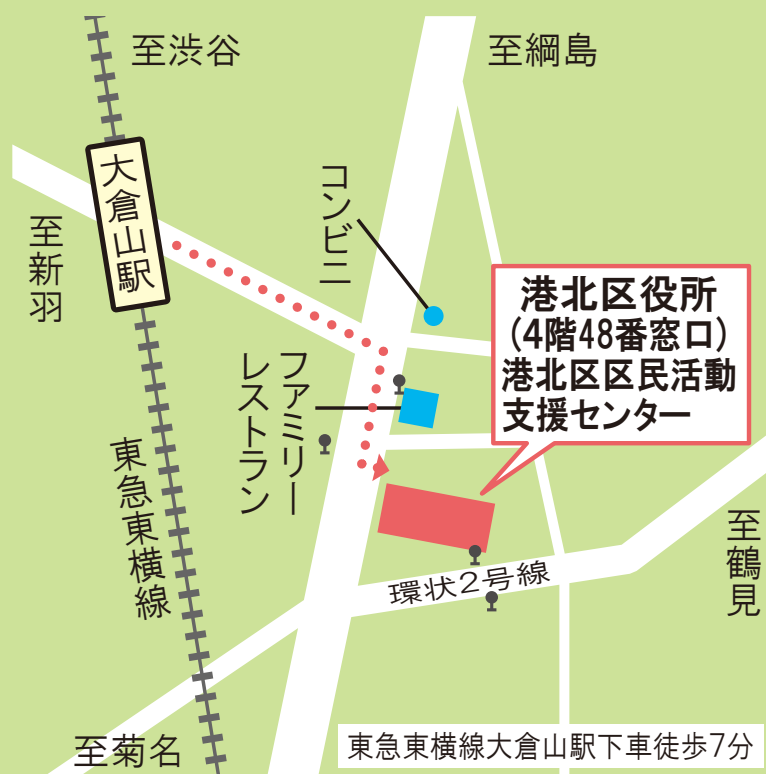 至渋谷
至綱島
大倉山駅
コンビニ
至新羽
港北区役所
(4階48番窓口)
港北区区民活動
支援センター
ファミリー
レストラン
東急東横線
至鶴見
環状2号線
至菊名
東急東横線大倉山駅下車徒歩7分